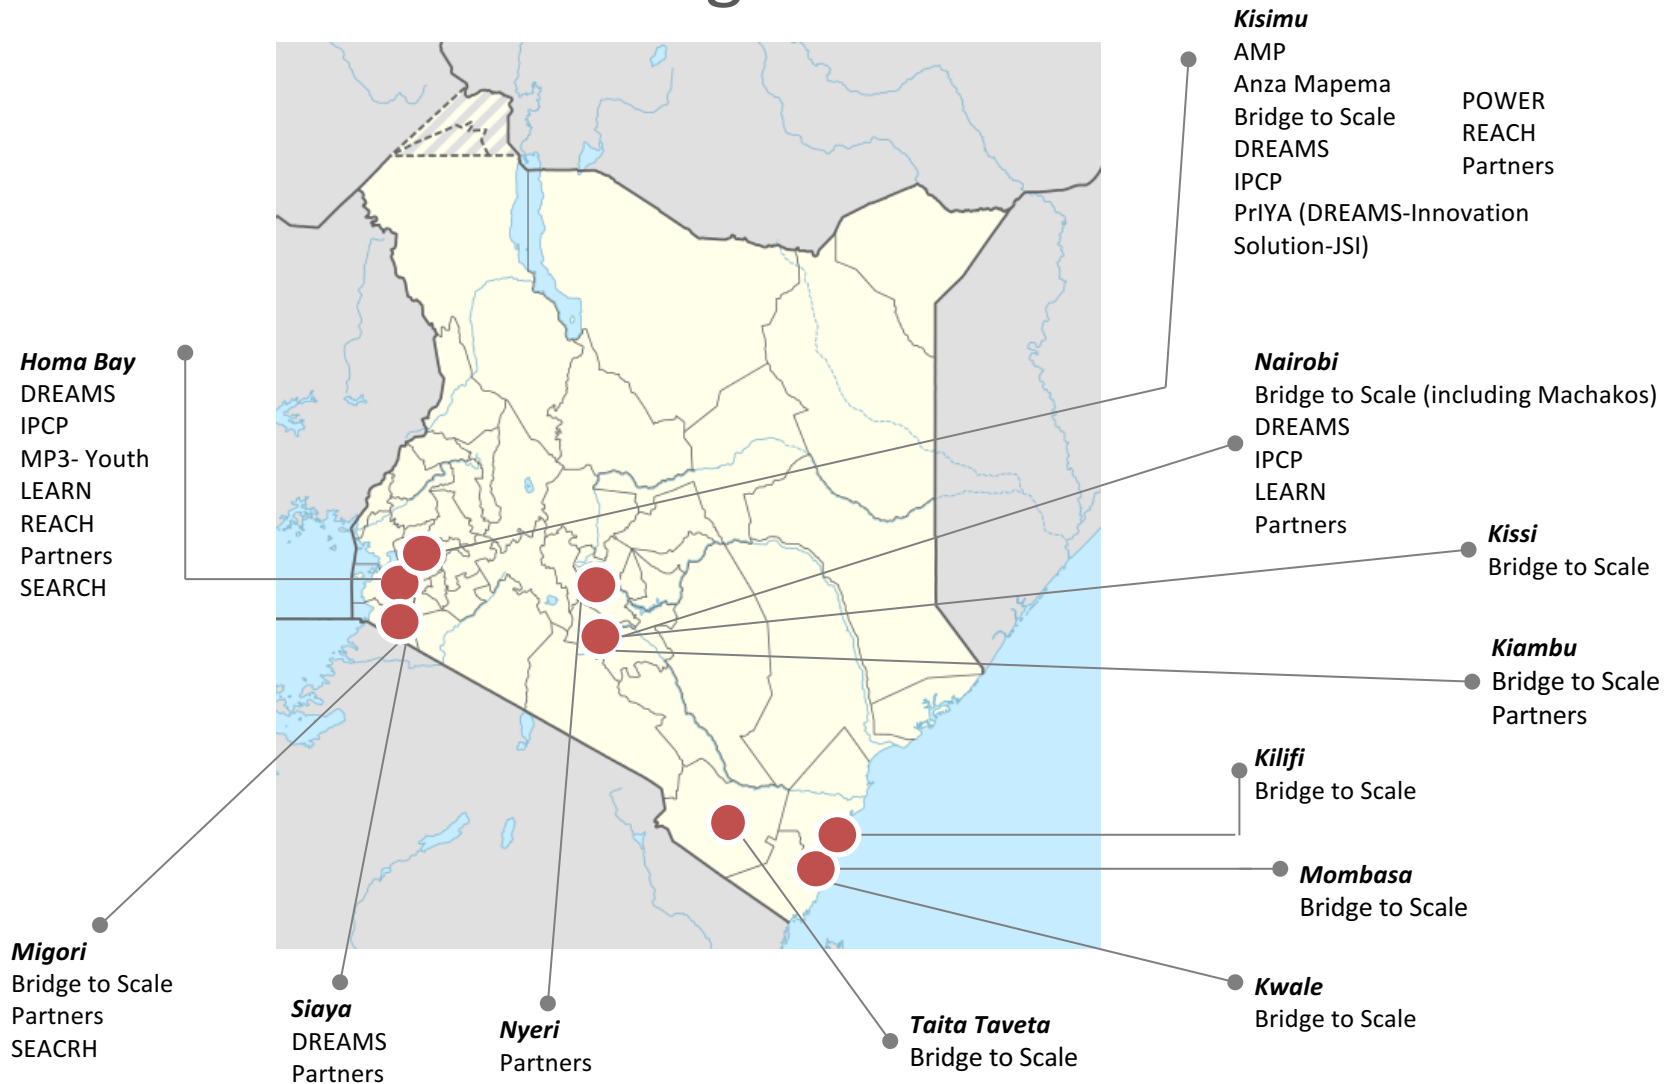 Kisimu
AMP
Anza Mapema
Bridge to Scale
DREAMS
IPCP
PrIYA (DREAMS-Innovation
Solution-JSI)
POWER
REACH
Partners
Homa Bay
DREAMS
IPCP
MP3- Youth
LEARN
REACH
Partners
SEARCH
Nairobi
Bridge to Scale (including Machakos)
DREAMS
IPCP
LEARN
Partners
Kissi
Bridge to Scale
Kiambu
Bridge to Scale
Partners
Kilifi
Bridge to Scale
Mombasa
Bridge to Scale
Kwale
Bridge to Scale
Migori
Bridge to Scale
Partners
SEACRH
Siaya
DREAMS
Partners
Nyeri
Partners
Taita Taveta
Bridge to Scale